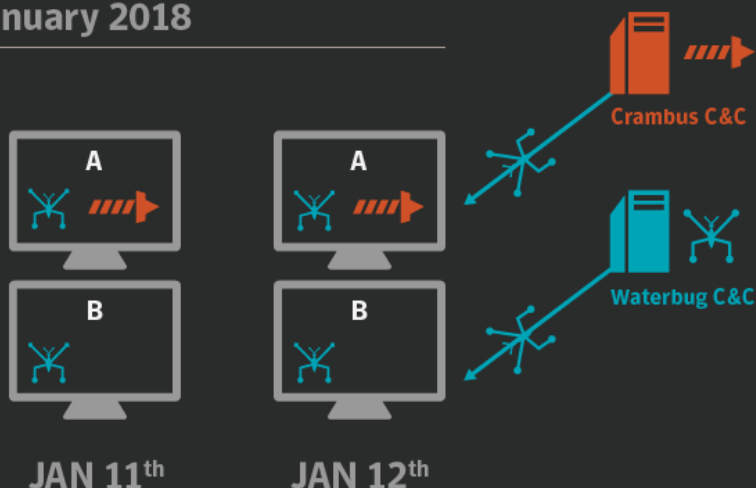 nuary 2018
Crambus C&C
A
A
Waterbug C&C
B
B
JAN 11th
JAN 12th